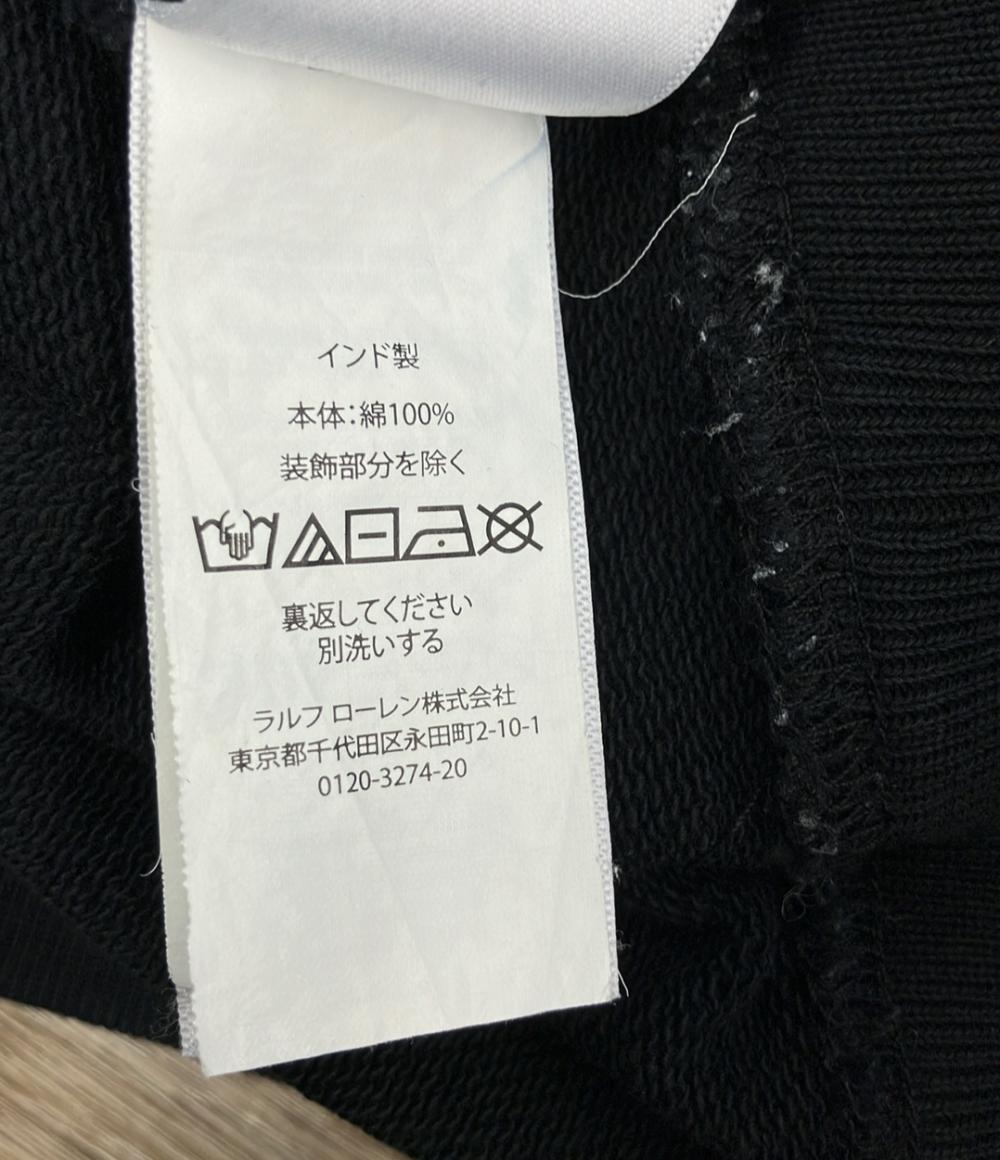 インド製
本体：綿100%
装飾部分を除く
裏返してください
別洗いする
ラルフ ローレン株式会社
東京都千代田区永田町2-10-1
0120-3274-20